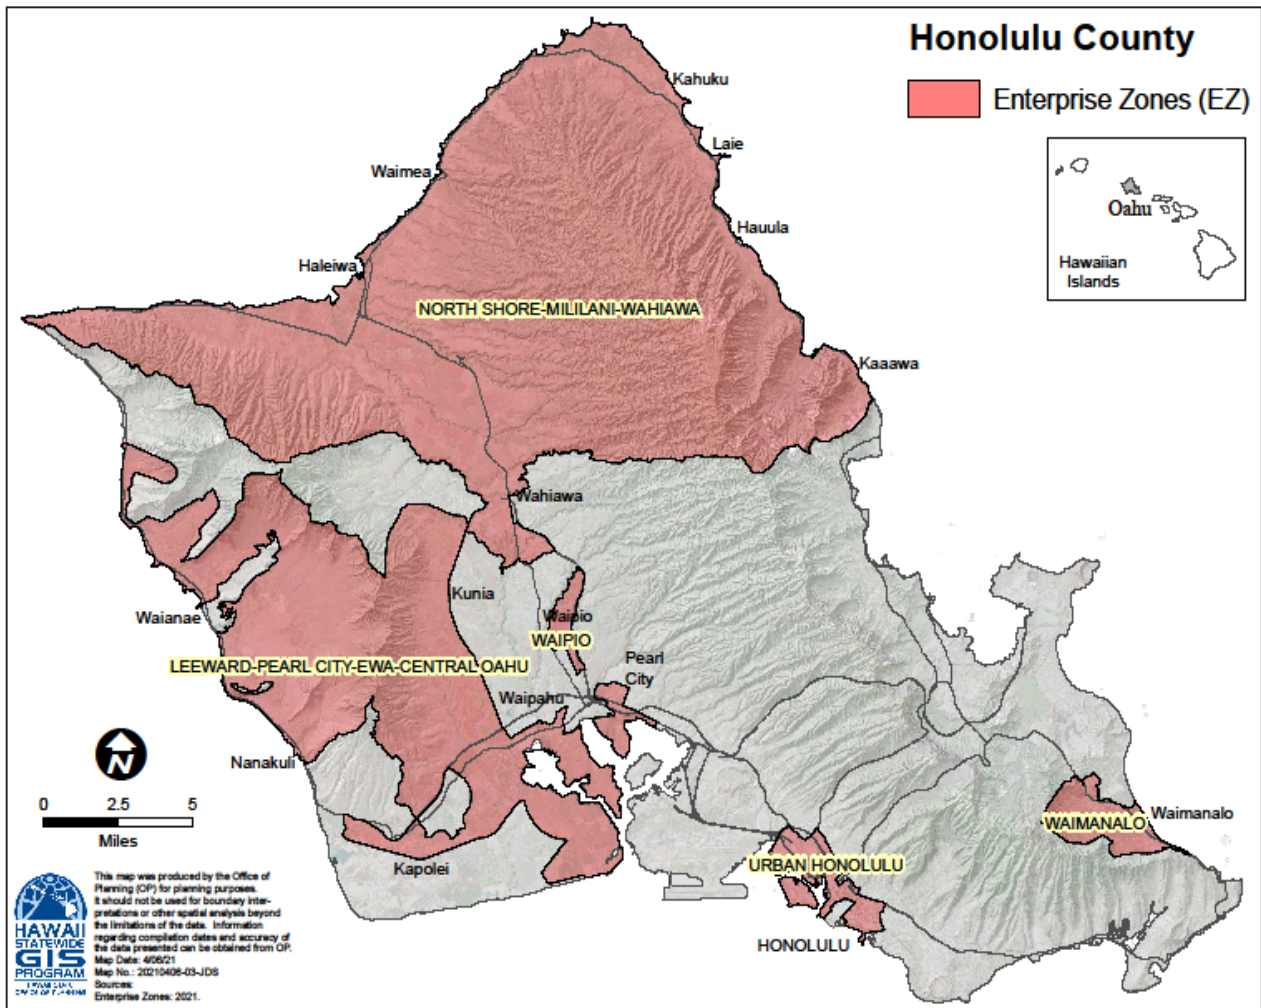 Honolulu County
Enterprise Zones (EZ)
Kahuku
Laie
Waimea
Oahu
Hauula
Hawaiian
Islands
Haleiwa
NORTH SHORE-MILILANI-WAHIAWA
Kaaawa
Wahiawa
Kunia
Waianae
Waipio
WAIPIO
LEEWARD-PEARL CITY-EWA-CENTRAL OAHU
Pearl
City
Waipahu
N
Nanakuli
0 2.5 5
Miles
Waimanalo
WAIMANALO
URBAN HONOLULU
Kapolei
HONOLULU
This map was produced by the Office of
Planning (OP) for planning purposes.
It should not be used for boundary inter-
pretations or other spatial analysis beyond
the limitations of the data. Information
regarding compilation dates and accuracy of
the data presented can be obtained from OP.
Map Date: 4/06/21
Map No.: 20210406-03-JDS
Sources:
Enterprise Zones: 2021.
HAWAII
STATEWIDE
GIS
PROGRAM